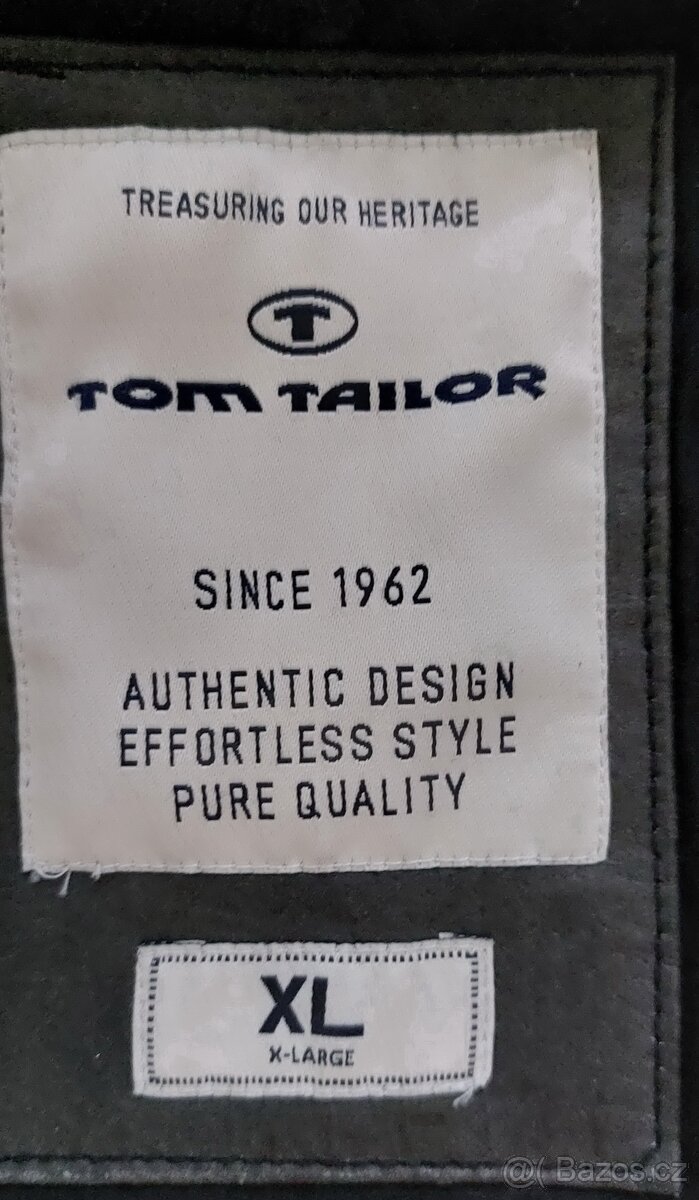 TREASURING OUR HERITAGE
T
TOM TAILOR
SINCE 1962
AUTHENTIC DESIGN
EFFORTLESS STYLE
PURE QUALITY
XL
X-LARGE
@( Bazos.cz